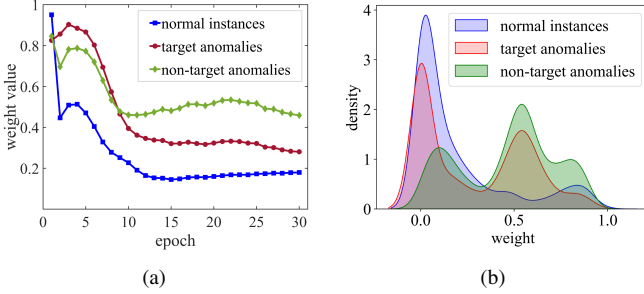 1
0.8
0.6
0.4
0.2
0
5
10
15
20
25
30
weight value
epoch
normal instances
target anomalies
non-target anomalies
(a)
5
4
3
2
1
0
0.0
0.5
1.0
density
weight
normal instances
target anomalies
non-target anomalies
(b)